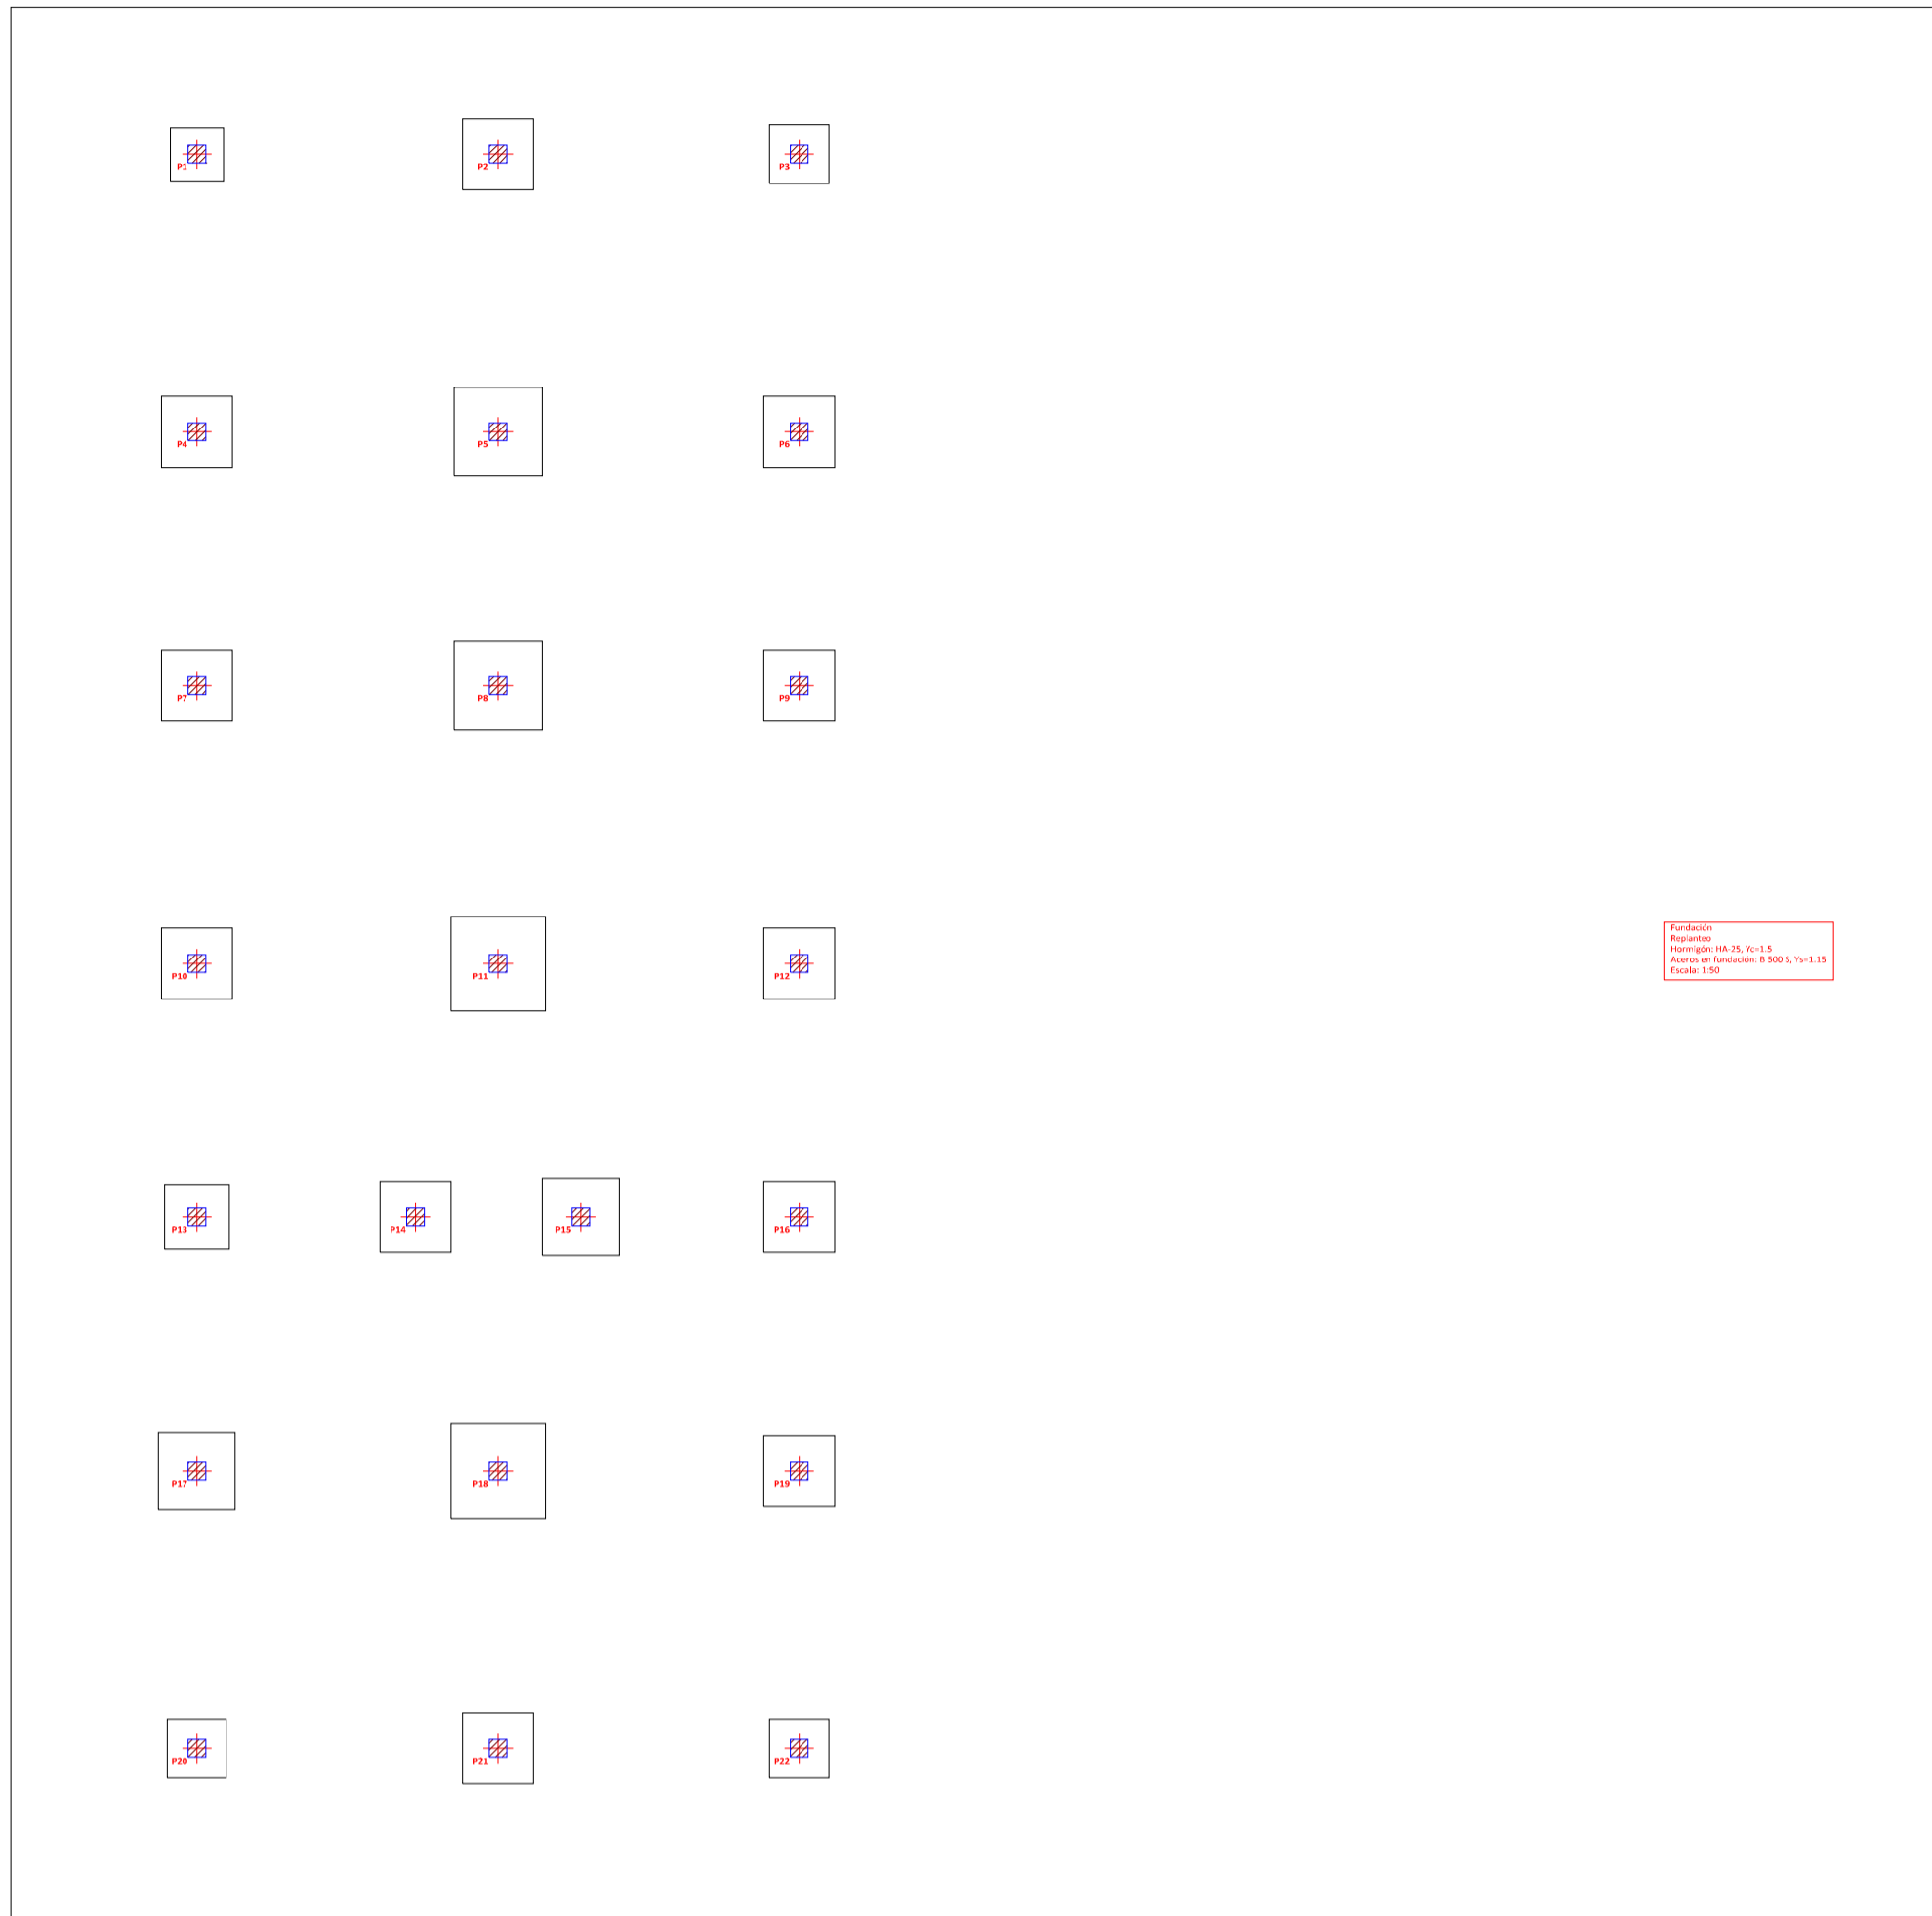 P1
P2
P3
P4
P5
P6
P7
P8
P9
P10
P11
P12
Fundación
Replanteo
Hormigón: HA-25, Yc=1.5
Aceros en fundación: B 500 S, Ys=1.15
Escala: 1:50
P13
P14
P15
P16
P17
P18
P19
P20
P21
P22